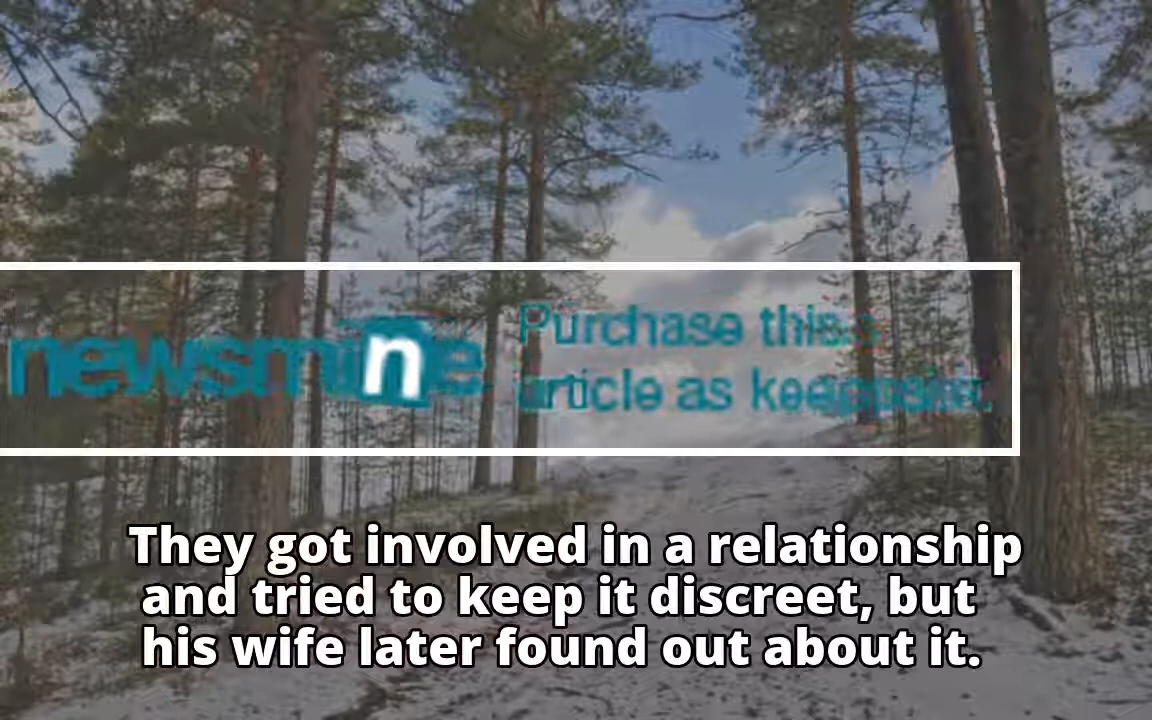 newsmine
Purchase this
article as
They got involved in a relationship
and tried to keep it discreet, but
his wife later found out about it.